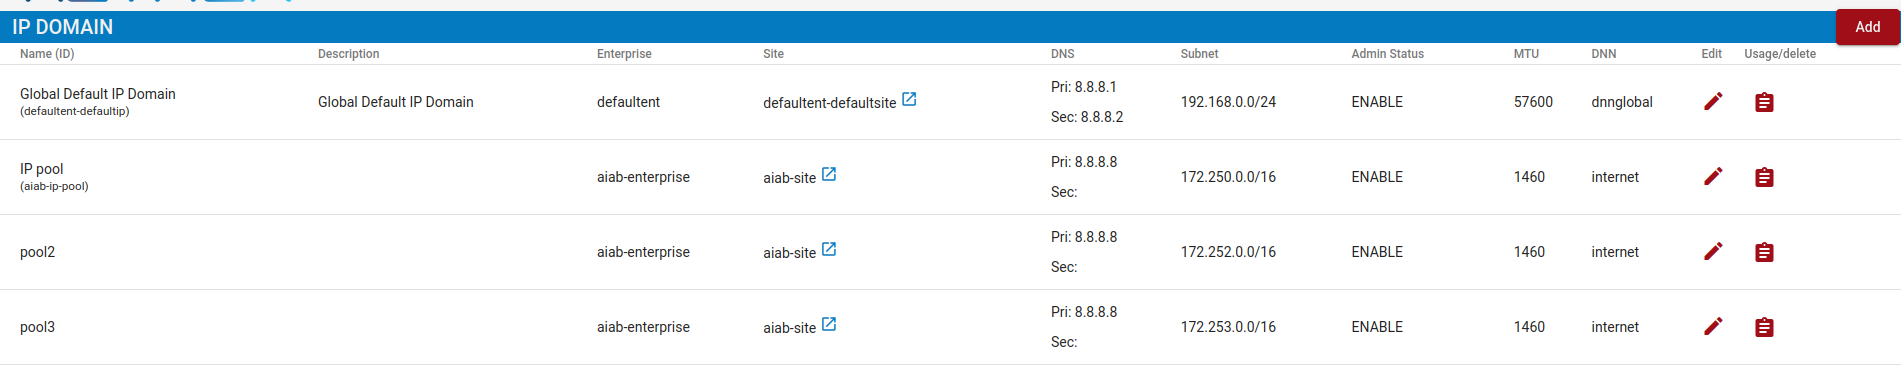 IP DOMAIN
Add
Name (ID) Description Enterprise Site DNS Subnet Admin Status MTU DNN Edit Usage/delete
Global Default IP Domain
(defaultent-defaultip)
Global Default IP Domain defaultent defaultent-defaultsite
Pri: 8.8.8.1
Sec: 8.8.8.2
192.168.0.0/24 ENABLE 57600 dnnglobal
IP pool
(aiab-ip-pool)
aiab-enterprise aiab-site
Pri: 8.8.8.8
Sec:
172.250.0.0/16 ENABLE 1460 internet
pool2 aiab-enterprise aiab-site
Pri: 8.8.8.8
Sec:
172.252.0.0/16 ENABLE 1460 internet
pool3 aiab-enterprise aiab-site
Pri: 8.8.8.8
Sec:
172.253.0.0/16 ENABLE 1460 internet